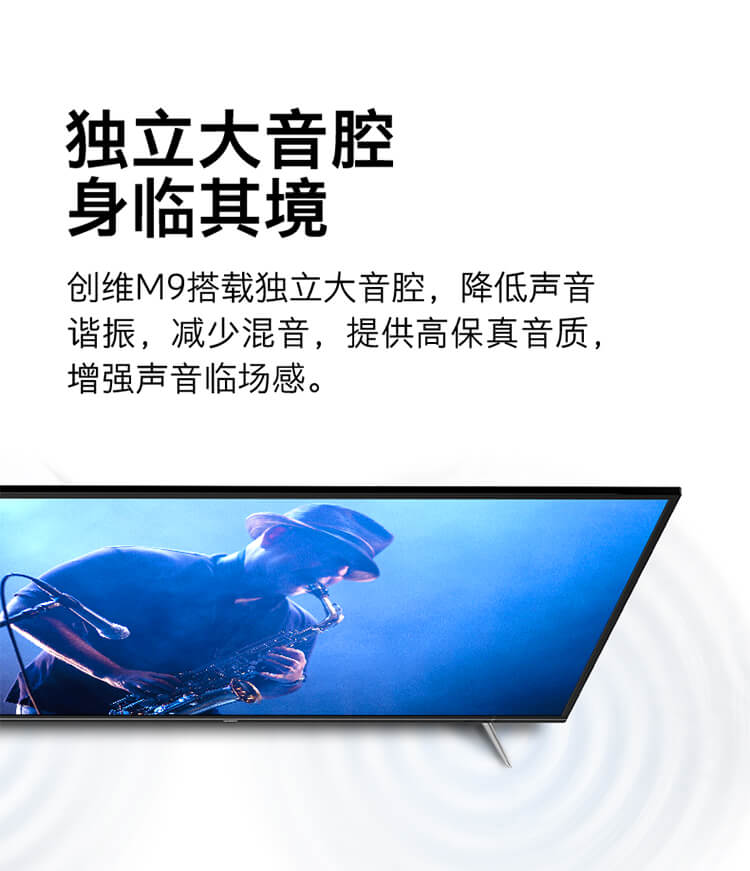 独立大音腔
身临其境
创维M9搭载独立大音腔，降低声音
谐振，减少混音，提供高保真音质，
增强声音临场感。